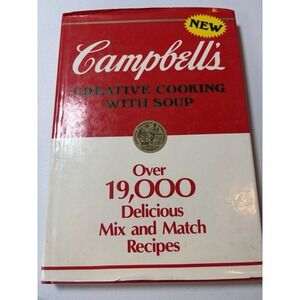 NEW
Campbell's
CREATIVE COOKING
WITH SOUP
Over
19,000
Delicious
Mix and Match
Recipes